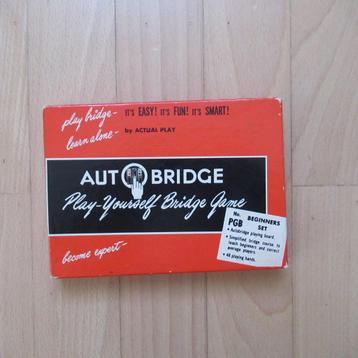 play bridge-
learn alone-
IT'S EASY! IT'S FUN! IT'S SMART!
by ACTUAL PLAY
AUTOBRIDGE
Play-Yourself Bridge Game
become expert-
No. PGB
BEGINNERS SET
• Autobridge playing board.
• Simplified bridge course to
teach beginners and correct
average players.
• 48 playing hands.